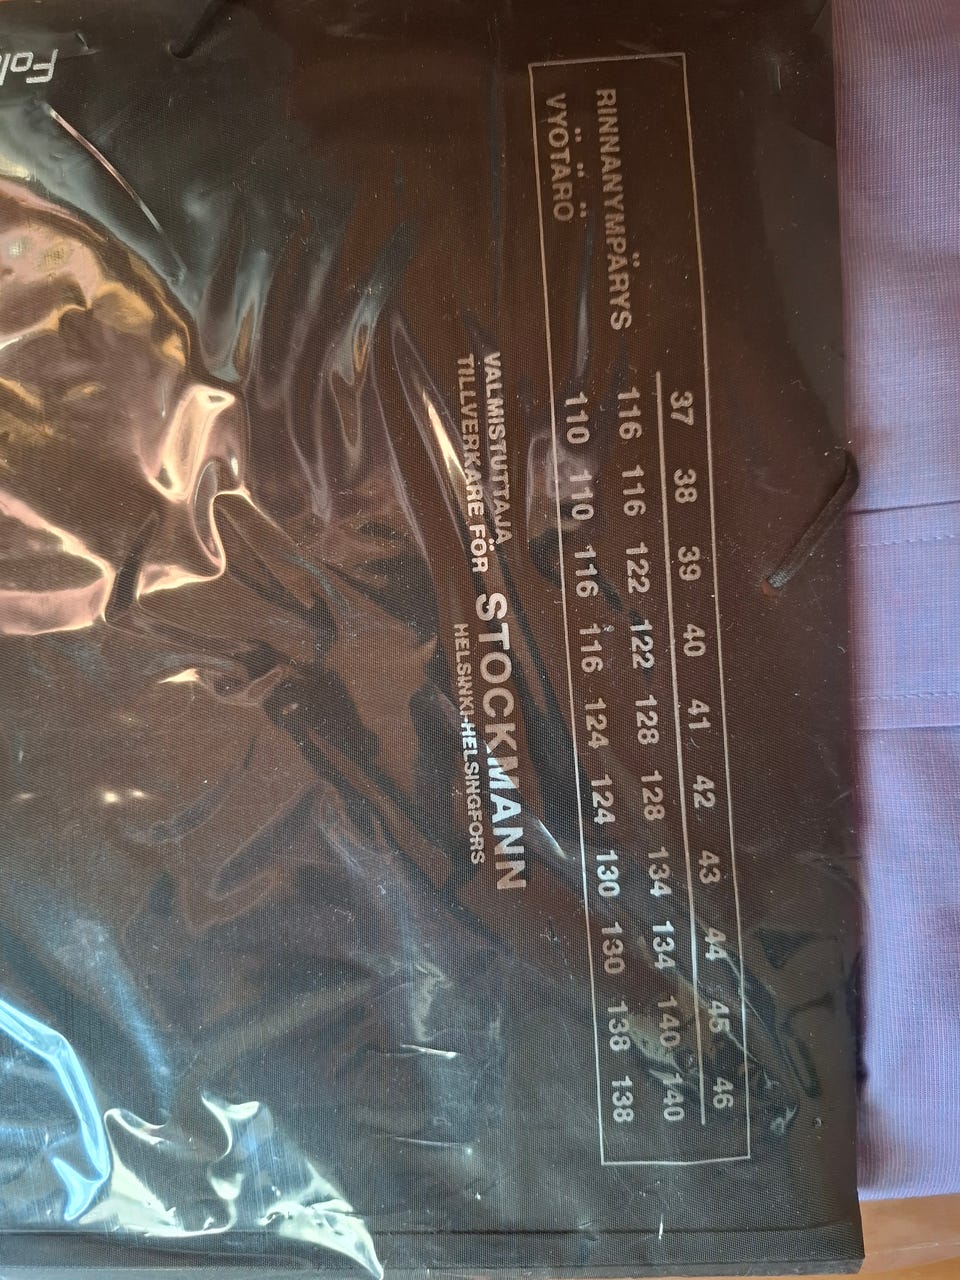 37 38 39 40 41 42 43 44 45 46
RINNANYMPÄRYS 116 116 122 122 128 128 134 134 140 140
VYÖTÄRÖ 110 110 116 116 124 124 130 130 138 138
VALMISTUTTAJA
TILLVERKARE FÖR STOCKMANN
HELSINKI-HELSINGFORS